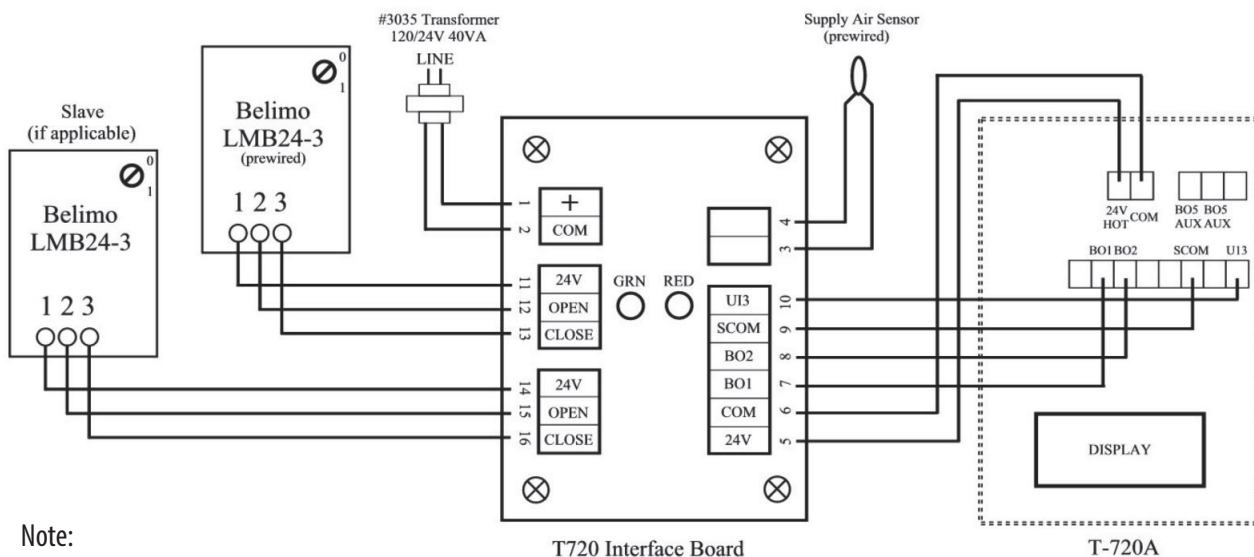 #3035 Transformer
120/24V 40VA
LINE
Supply Air Sensor
(prewired)
Slave
(if applicable)
0
1
Belimo
LMB24-3
(prewired)
1 2 3
0
1
Belimo
LMB24-3
1 2 3
1
2
11
12
13
14
15
16
+
COM
24V
OPEN
CLOSE
24V
OPEN
CLOSE
GRN
RED
UI3
SCOM
BO2
BO1
COM
24V
4
3
10
9
8
7
6
5
24V
HOT
COM
BO5 BO5
AUX AUX
BO1 BO2
SCOM
U13
DISPLAY
Note:
T720 Interface Board
T-720A